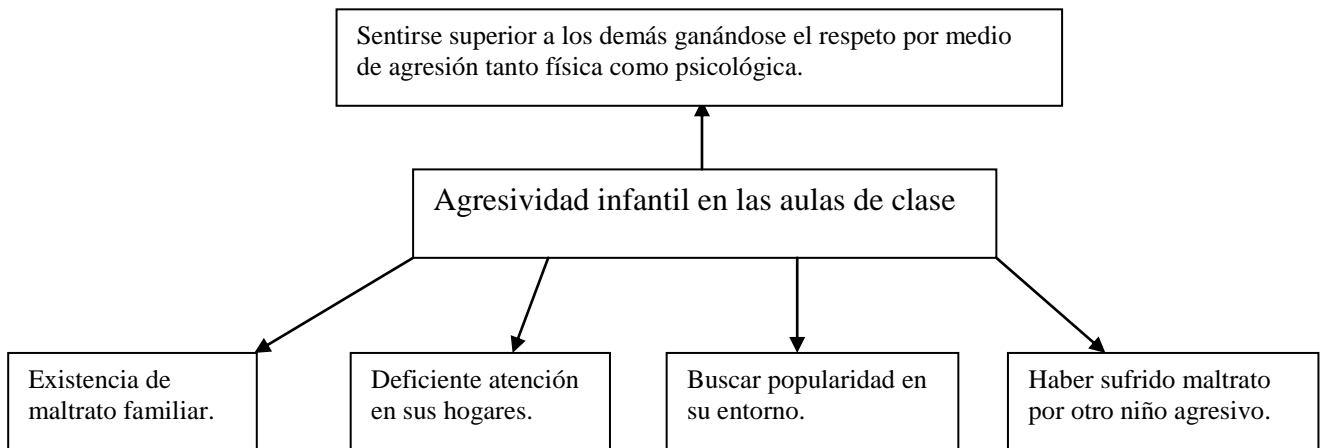 Sentirse superior a los demás ganándose el respeto por medio
de agresión tanto física como psicológica.
Agresividad infantil en las aulas de clase
Existencia de
maltrato familiar.
Deficiente atención
en sus hogares.
Buscar popularidad en
su entorno.
Haber sufrido maltrato
por otro niño agresivo.